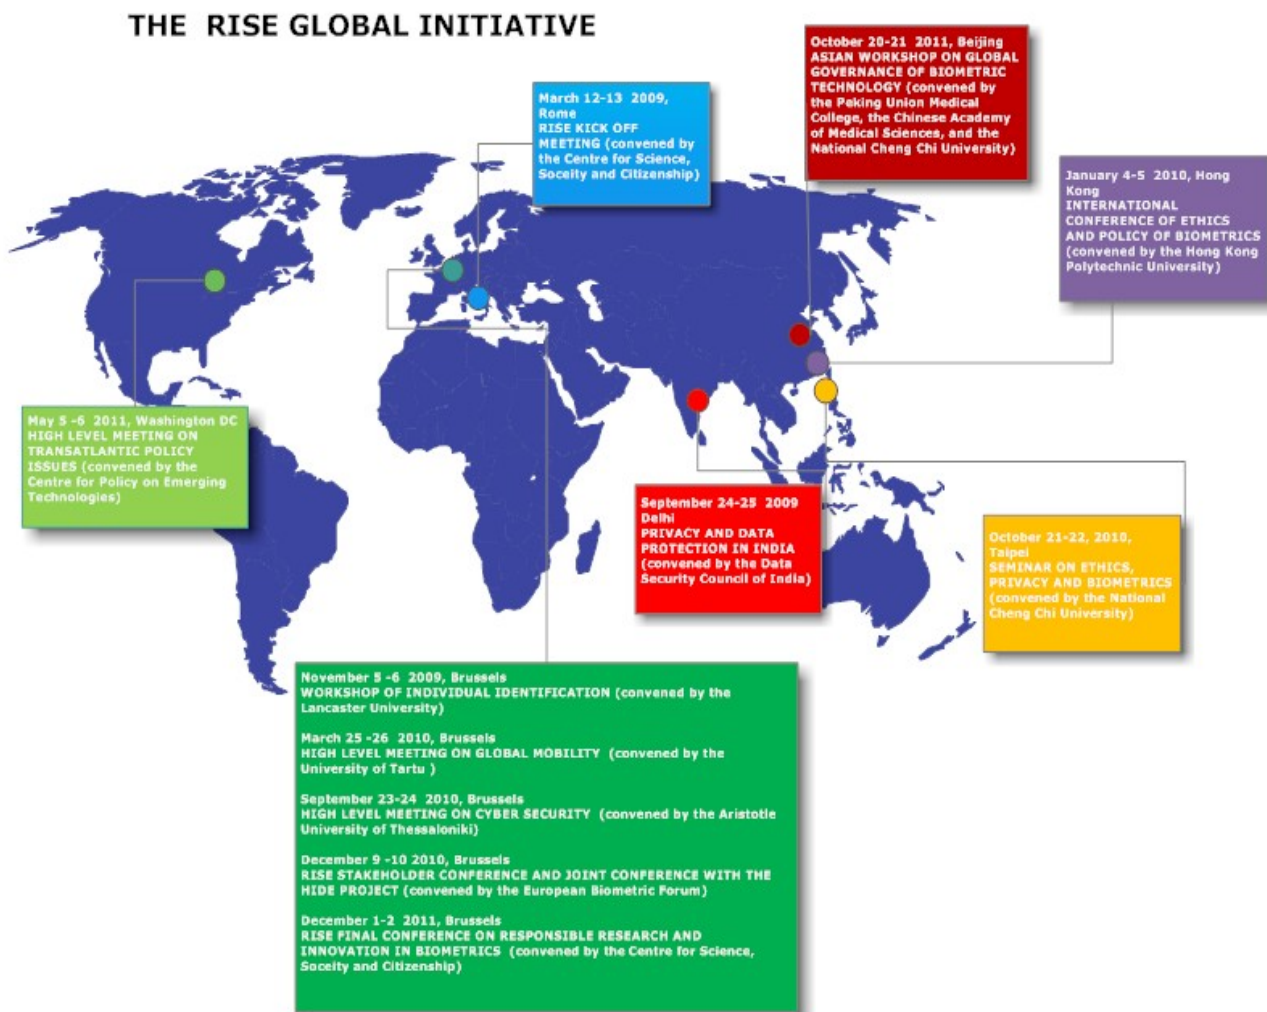 THE RISE GLOBAL INITIATIVE
October 20-21 2011, Beijing
ASIAN WORKSHOP ON GLOBAL
GOVERNANCE OF BIOMETRIC
TECHNOLOGY (convened by
the Peking Union Medical
College, the Chinese Academy
of Medical Sciences, and the
National Cheng Chi University)
March 12-13 2009,
Rome
RISE KICK OFF
MEETING (convened by
the Centre for Science,
Soceity and Citizenship)
January 4-5 2010, Hong
Kong
INTERNATIONAL
CONFERENCE OF ETHICS
AND POLICY OF BIOMETRICS
(convened by the Hong Kong
Polytechnic University)
May 5 -6 2011, Washington DC
HIGH LEVEL MEETING ON
TRANSATLANTIC POLICY
ISSUES (convened by the
Centre for Policy on Emerging
Technologies)
September 24-25 2009
Delhi
PRIVACY AND DATA
PROTECTION IN INDIA
(convened by the Data
Security Council of India)
October 21-22, 2010,
Taipei
SEMINAR ON ETHICS,
PRIVACY AND BIOMETRICS
(convened by the National
Cheng Chi University)
November 5 -6 2009, Brussels
WORKSHOP OF INDIVIDUAL IDENTIFICATION (convened by the
Lancaster University)
March 25 -26 2010, Brussels
HIGH LEVEL MEETING ON GLOBAL MOBILITY (convened by the
University of Tartu )
September 23-24 2010, Brussels
HIGH LEVEL MEETING ON CYBER SECURITY (convened by the Aristotle
University of Thessaloniki)
December 9 -10 2010, Brussels
RISE STAKEHOLDER CONFERENCE AND JOINT CONFERENCE WITH THE
HIDE PROJECT (convened by the European Biometric Forum)
December 1-2 2011, Brussels
RISE FINAL CONFERENCE ON RESPONSIBLE RESEARCH AND
INNOVATION IN BIOMETRICS (convened by the Centre for Science,
Soceity and Citizenship)